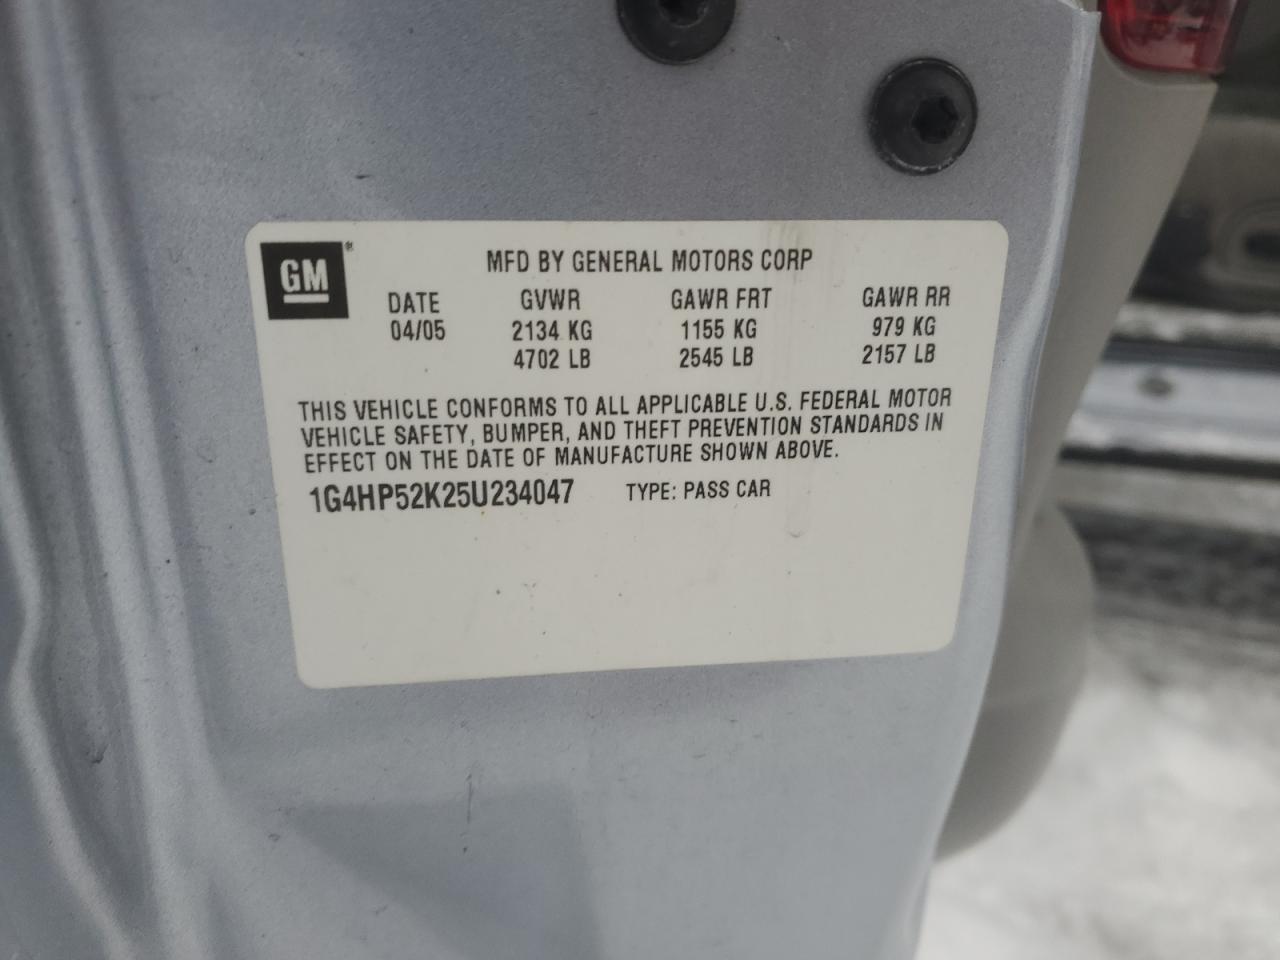 GM®
MFD BY GENERAL MOTORS CORP
DATE GVWR GAWR FRT GAWR RR
04/05 2134 KG 1155 KG 979 KG
4702 LB 2545 LB 2157 LB
THIS VEHICLE CONFORMS TO ALL APPLICABLE U.S. FEDERAL MOTOR
VEHICLE SAFETY, BUMPER, AND THEFT PREVENTION STANDARDS IN
EFFECT ON THE DATE OF MANUFACTURE SHOWN ABOVE.
1G4HP52K25U234047 TYPE: PASS CAR